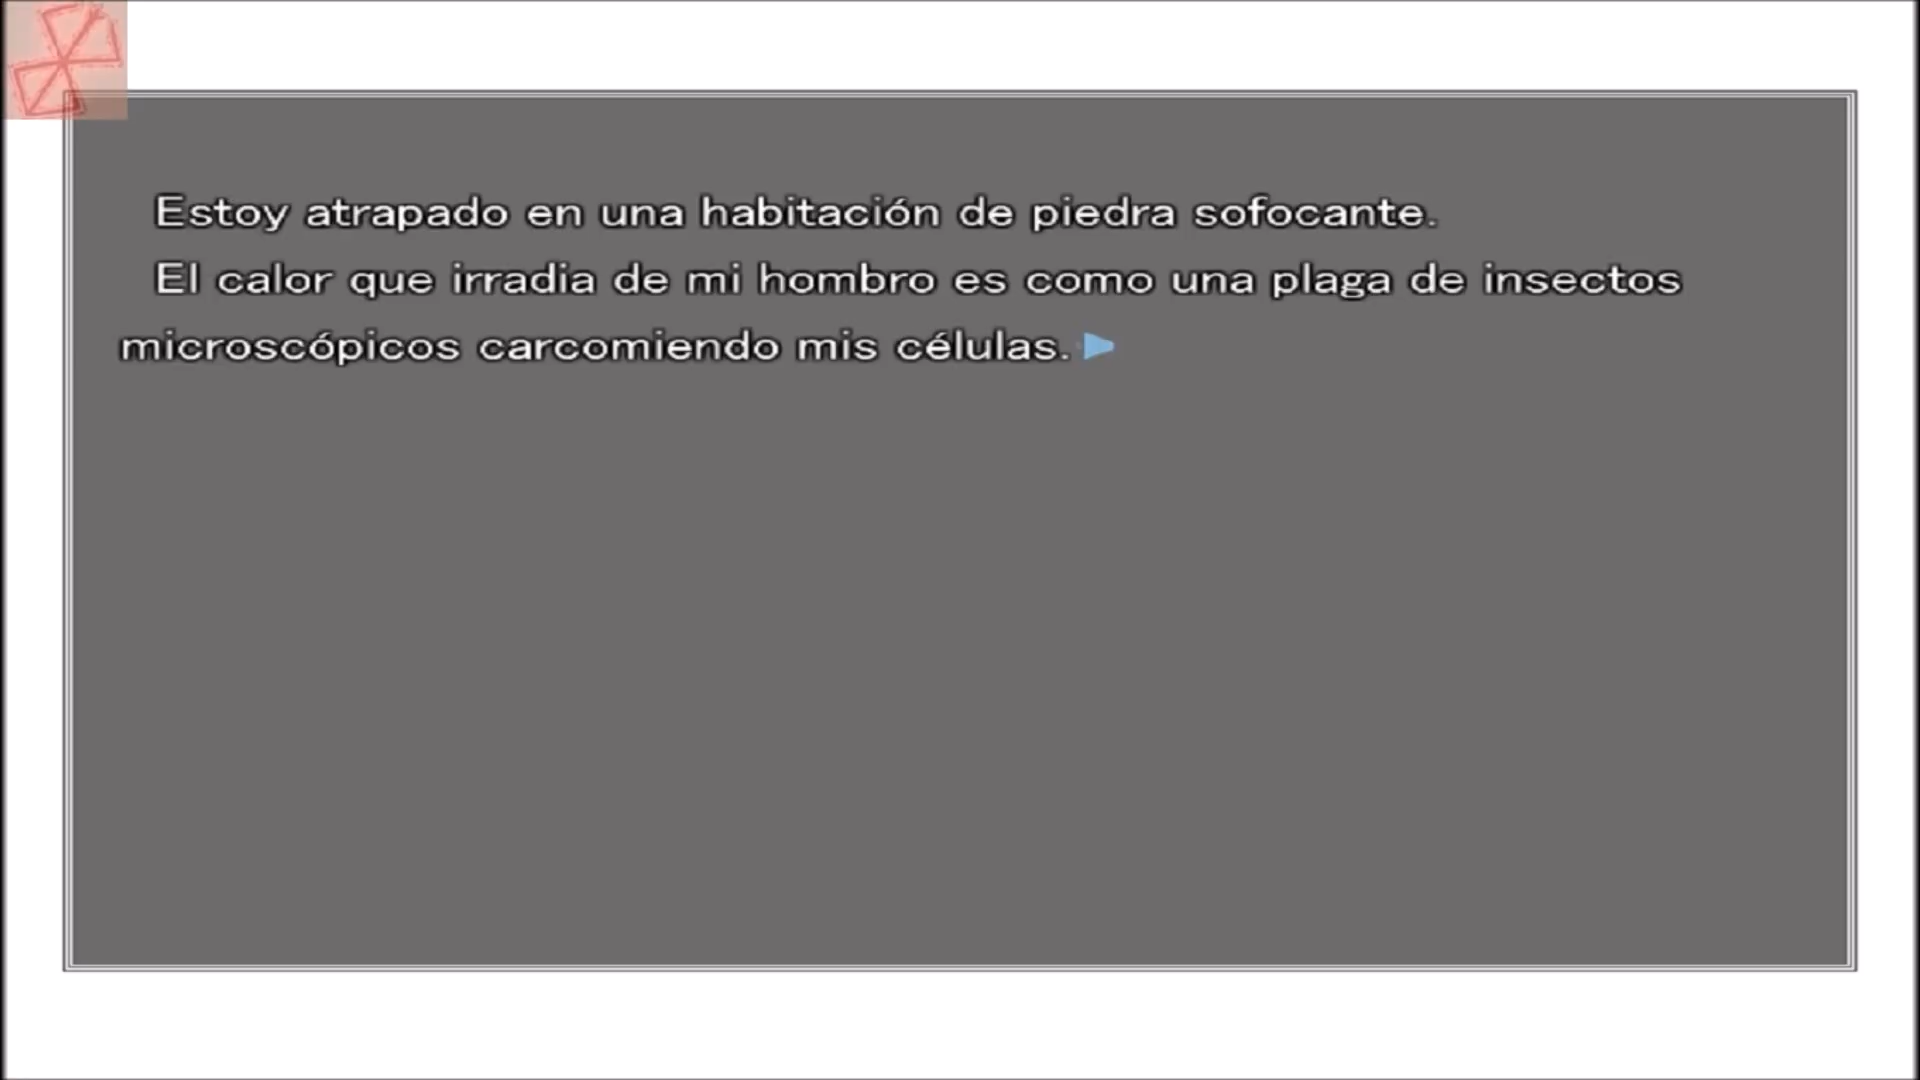 Estoy atrapado en una habitación de piedra sofocante.
El calor que irradia de mi hombro es como una plaga de insectos
microscópicos carcomiendo mis células.